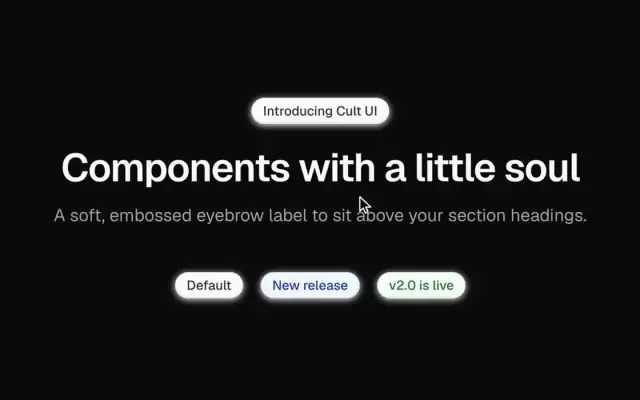 Introducing Cult UI
Components with a little soul
A soft, embossed eyebrow label to sit above your section headings.
Default New release v2.0 is live